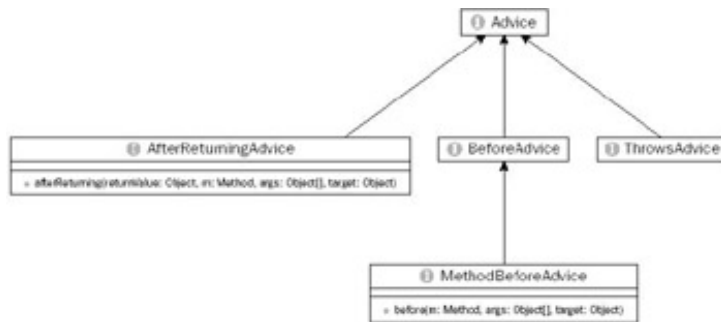 Advice
AfterReturningAdvice
afterReturning(returnValue: Object, m: Method, args: Object[], target: Object)
BeforeAdvice
ThrowsAdvice
MethodBeforeAdvice
before(m: Method, args: Object[], target: Object)